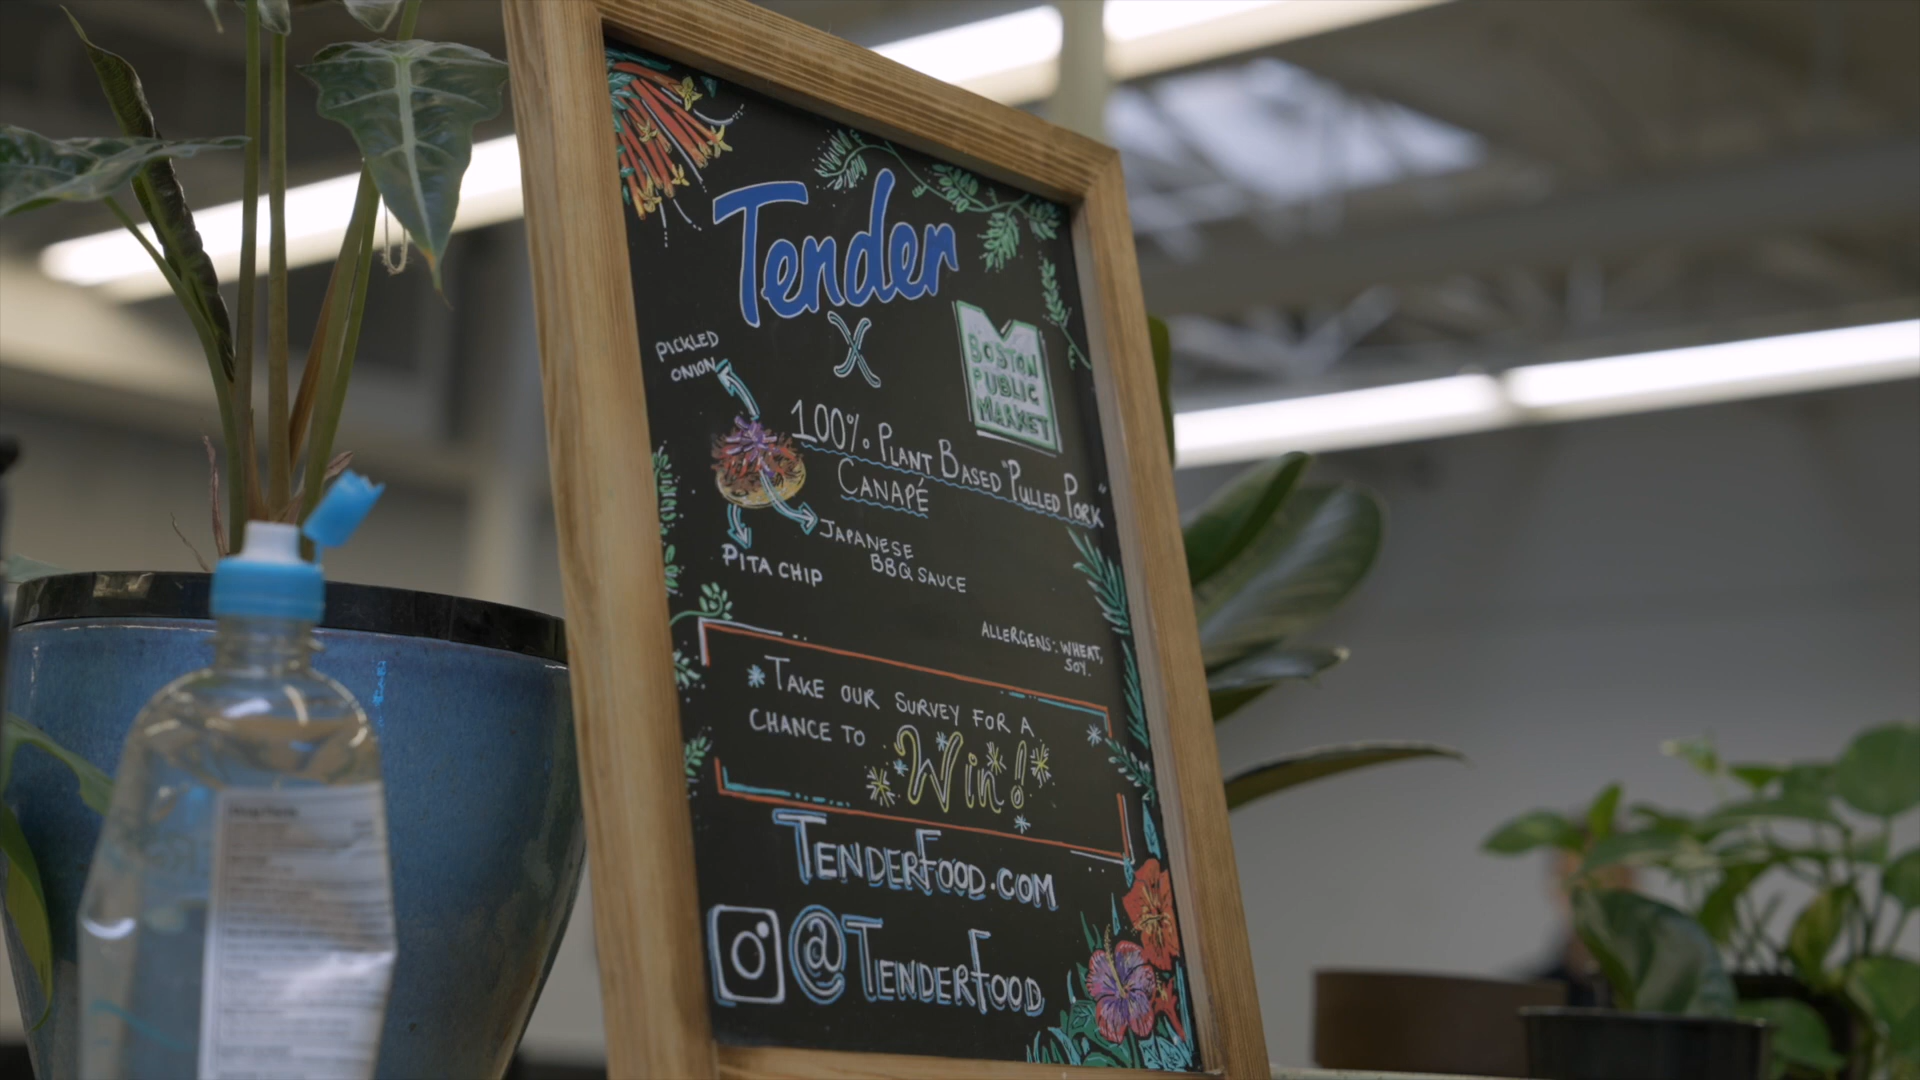 Tender
X
BOSTON
PUBLIC
MARKET
PICKLED
ONION
100% PLANT BASED "PULLED PORK"
CANAPÉ
JAPANESE
BBQ SAUCE
PITA CHIP
ALLERGENS: WHEAT,
SOY.
*TAKE OUR SURVEY FOR A
CHANCE TO Win!
TENDERFOOD.COM
@TENDERFOOD